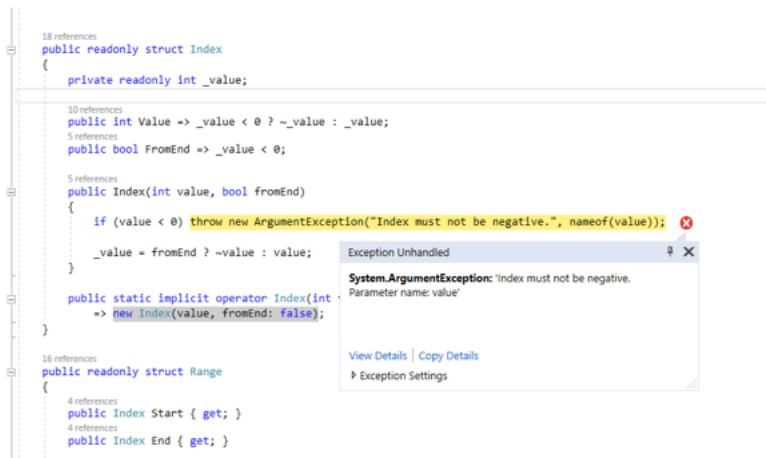 18 references
public readonly struct Index
{
private readonly int _value;
10 references
public int Value => _value < 0 ? ~_value : _value;
5 references
public bool FromEnd => _value < 0;
5 references
public Index(int value, bool fromEnd)
{
if (value < 0) throw new ArgumentException("Index must not be negative.", nameof(value));
_value = fromEnd ? ~value : value;
}
public static implicit operator Index(int
=> new Index(value, fromEnd: false);
}
16 references
public readonly struct Range
{
4 references
public Index Start { get; }
4 references
public Index End { get; }
Exception Unhandled
System.ArgumentException: 'Index must not be negative.
Parameter name: value'
View Details | Copy Details
Exception Settings